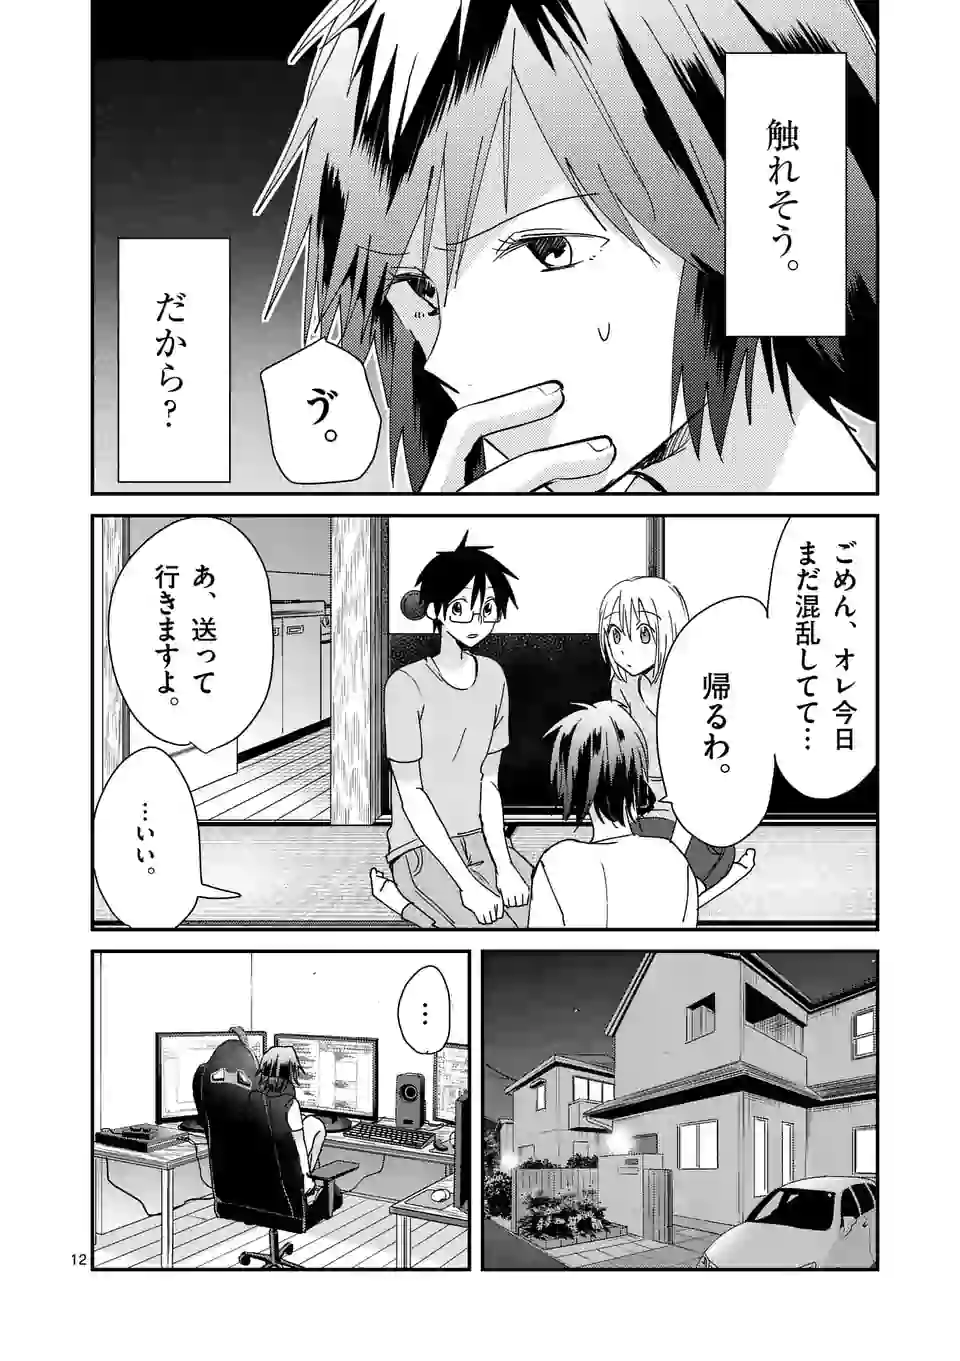 触れそう。
だから?
ゔ。
ごめん、オレ今日
まだ混乱してて…
帰るわ。
あ、送って
行きますよ。
…いい。
…
12